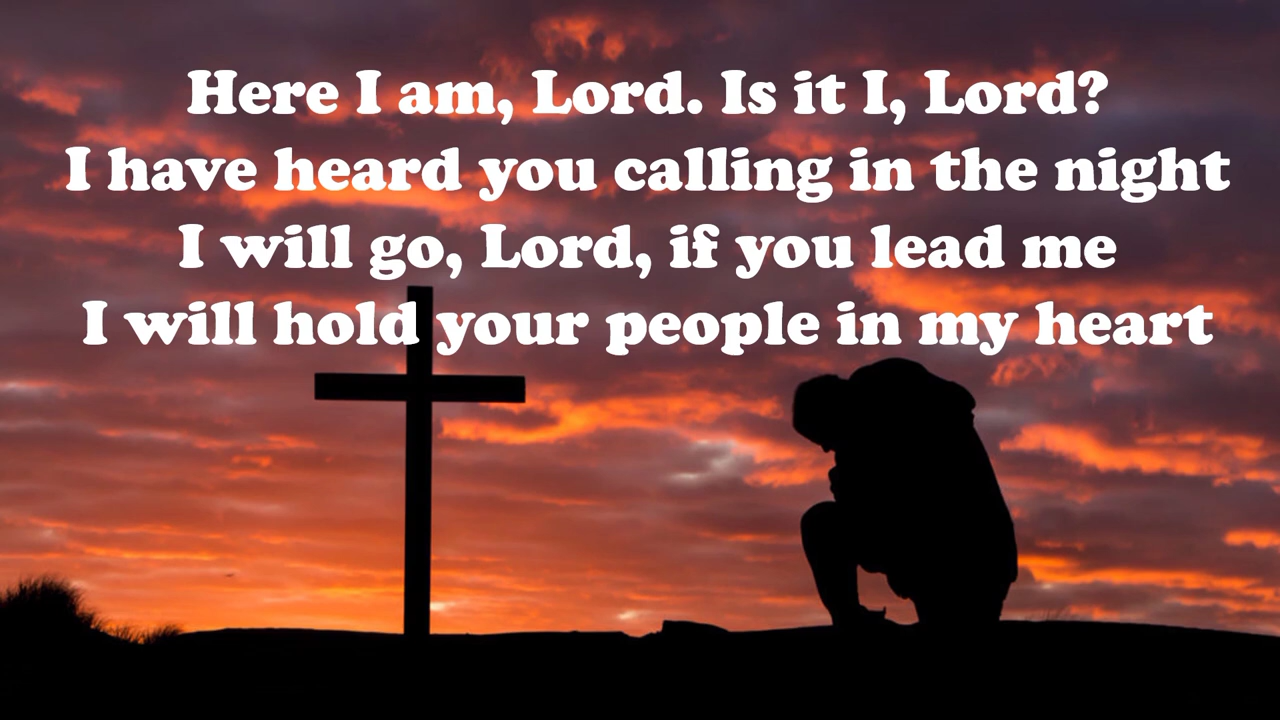 Here I am, Lord. Is it I, Lord?
I have heard you calling in the night
I will go, Lord, if you lead me
I will hold your people in my heart